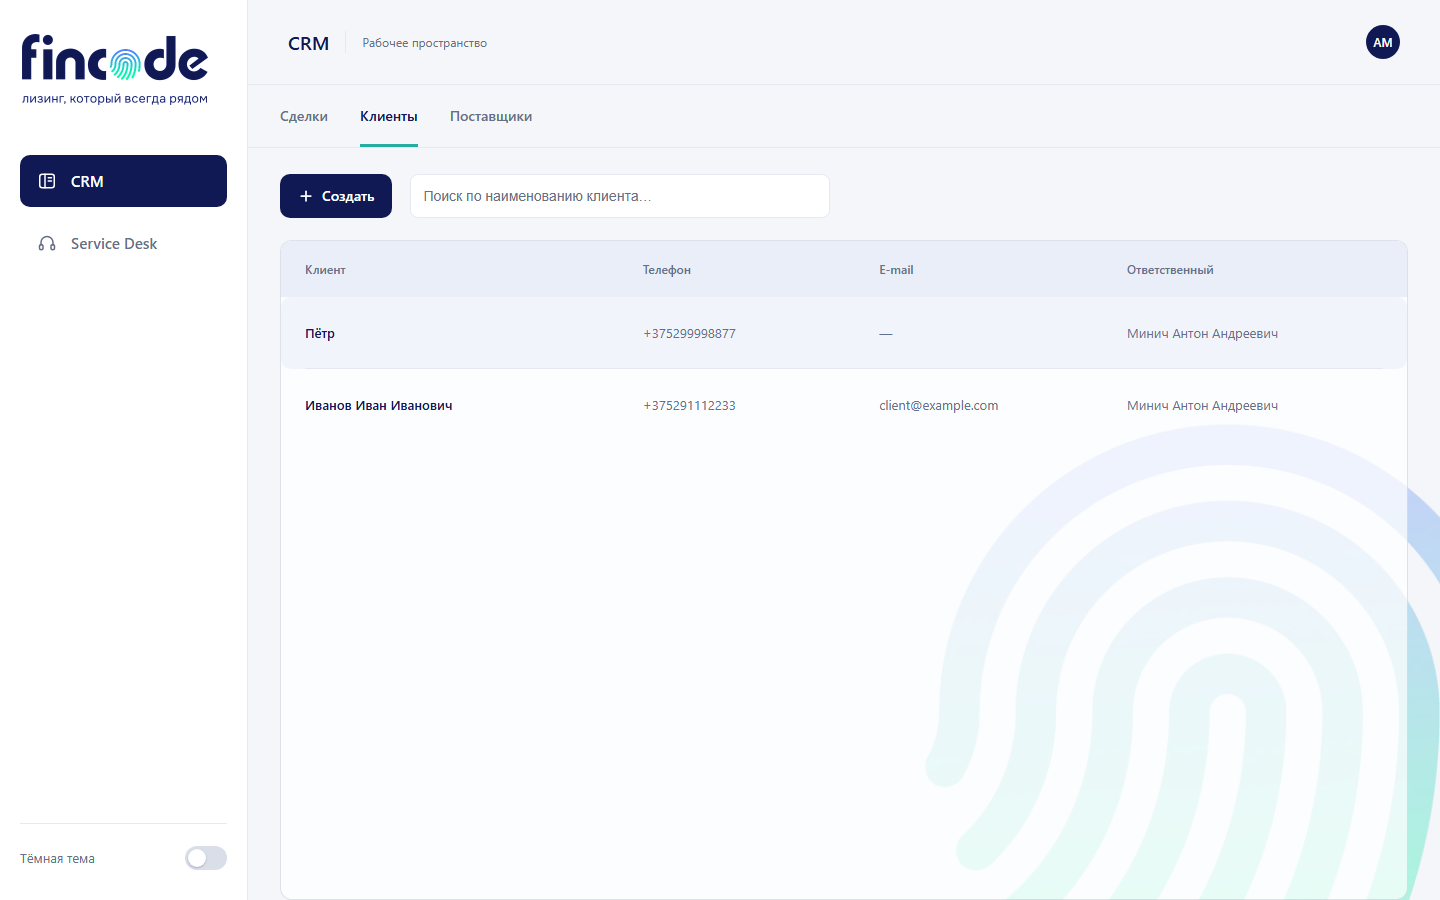 fincode
лизинг, который всегда рядом
CRM
Service Desk
Тёмная тема
CRM
Рабочее пространство
AM
Сделки
Клиенты
Поставщики
+ Создать
Поиск по наименованию клиента...
Клиент Телефон E-mail Ответственный
Пётр +375299998877 — Минич Антон Андреевич
Иванов Иван Иванович +375291112233 client@example.com Минич Антон Андреевич